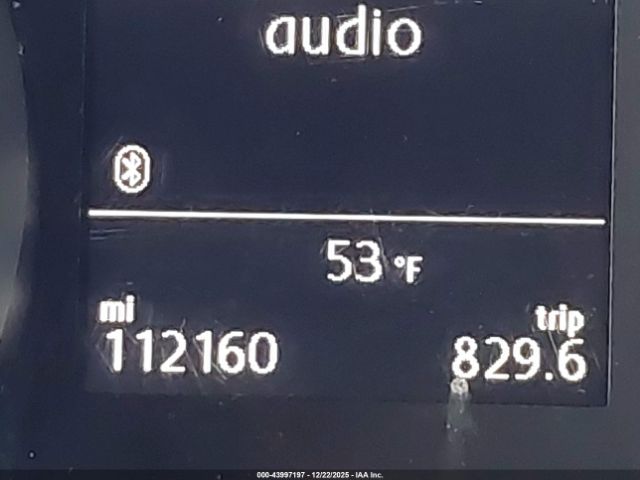 audio
53 °F
mi
trip
112160
829.6
000-43997197 - 12/22/2025 - IAA Inc.